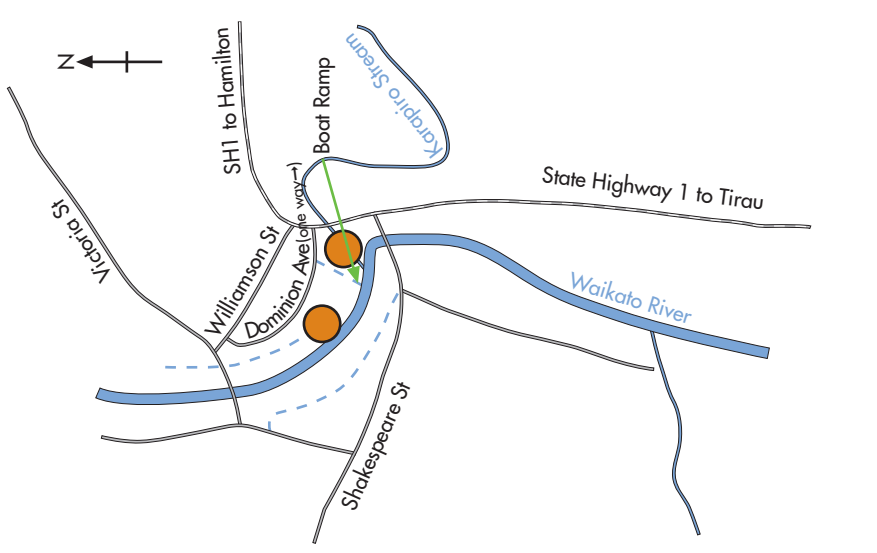 N
SH1 to Hamilton
Boat Ramp
Karapiro Stream
State Highway 1 to Tirau
Victoria St
Williamson St
Dominion Ave(one way→)
Waikato River
Shakespeare St